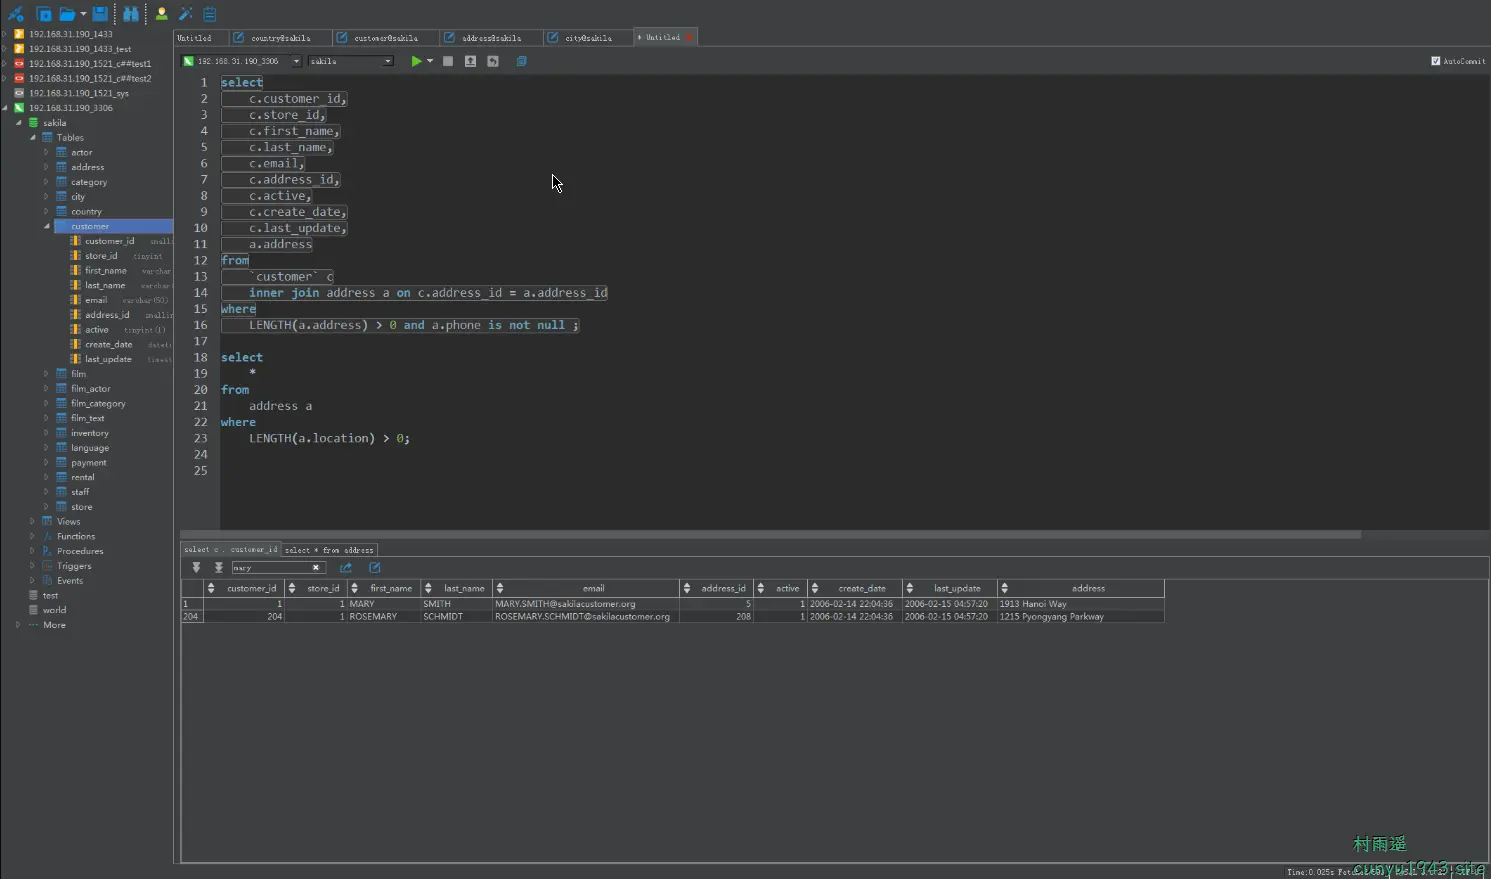 192.168.31.190_1433
192.168.31.190_1433_test
192.168.31.190_1521_c##test1
192.168.31.190_1521_c##test2
192.168.31.190_1521_sys
192.168.31.190_3306
sakila
Tables
actor
address
category
city
country
customer
customer_id smalli
store_id tinyint
first_name varchar
last_name varchar(
email varchar(50)
address_id smallin
active tinyint(1)
create_date dateti
last_update timest
film
film_actor
film_category
film_text
inventory
language
payment
rental
staff
store
Views
Functions
Procedures
Triggers
Events
test
world
More
Untitled country@sakila customer@sakila address@sakila city@sakila * Untitled
192.168.31.190_3306 sakila AutoCommit
1 select
2 c.customer_id,
3 c.store_id,
4 c.first_name,
5 c.last_name,
6 c.email,
7 c.address_id,
8 c.active,
9 c.create_date,
10 c.last_update,
11 a.address
12 from
13 `customer` c
14 inner join address a on c.address_id = a.address_id
15 where
16 LENGTH(a.address) > 0 and a.phone is not null ;
17
18 select
19 *
20 from
21 address a
22 where
23 LENGTH(a.location) > 0;
24
25
select c . customer_id select * from address
mary
customer_id store_id first_name last_name email address_id active create_date last_update address
1 1 1 MARY SMITH MARY.SMITH@sakilacustomer.org 5 1 2006-02-14 22:04:36 2006-02-15 04:57:20 1913 Hanoi Way
204 204 1 ROSEMARY SCHMIDT ROSEMARY.SCHMIDT@sakilacustomer.org 208 1 2006-02-14 22:04:36 2006-02-15 04:57:20 1215 Pyongyang Parkway
村雨遥
cunyu1943.site
Time:0.025s